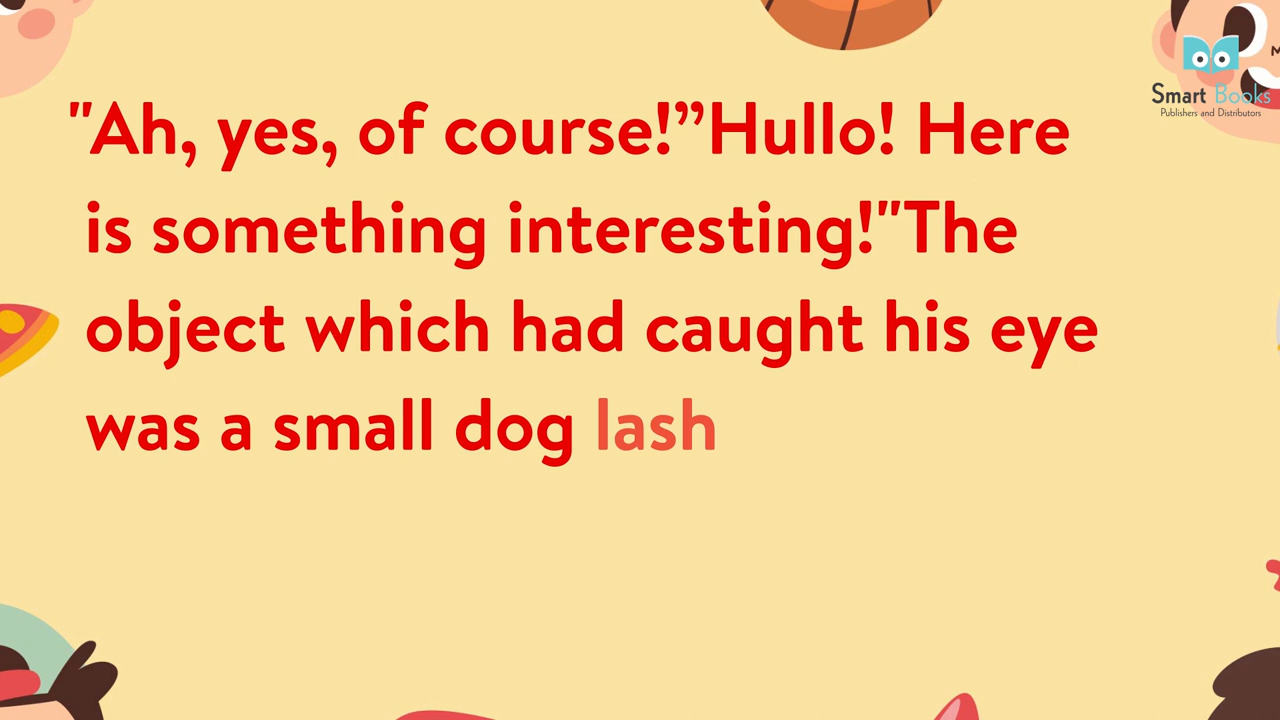 "Ah, yes, of course!”Hullo! Here
is something interesting!"The
object which had caught his eye
was a small dog lash
Smart Books
Publishers and Distributors